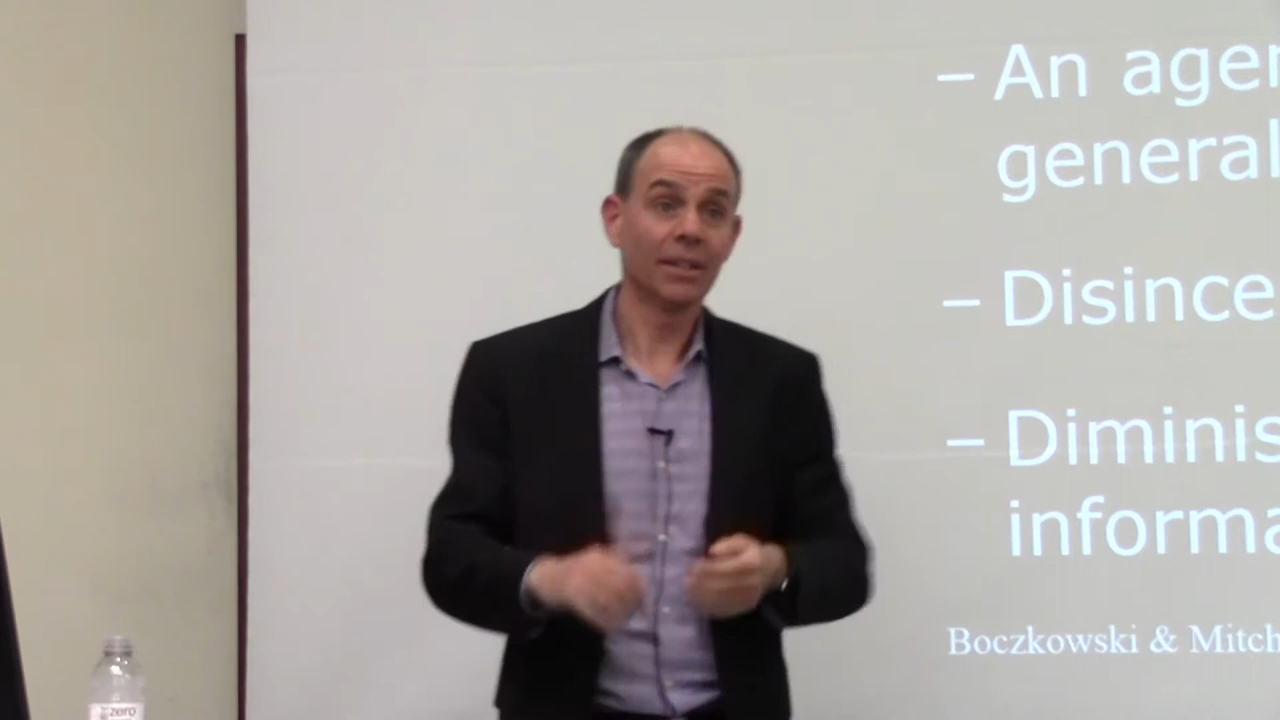 – An agen
general
– Disince
– Diminis
informa
Boczkowski & Mitch
zero